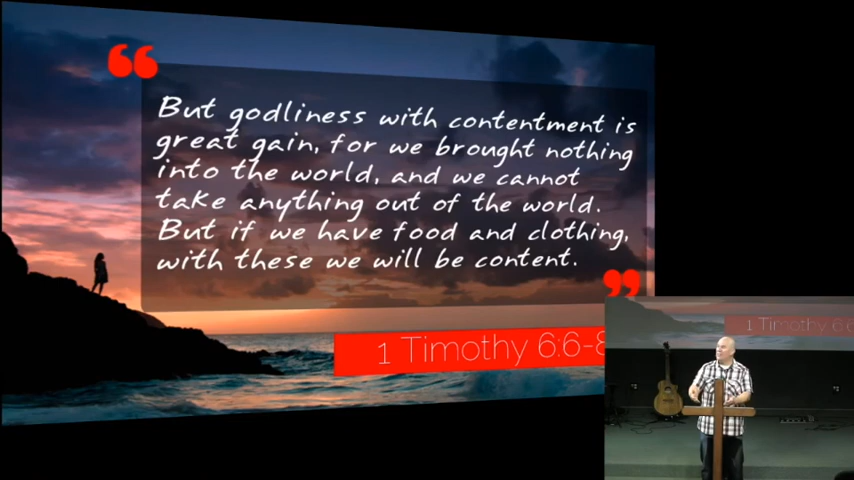 But godliness with contentment is
great gain, for we brought nothing
into the world, and we cannot
take anything out of the world.
But if we have food and clothing,
with these we will be content.
1 Timothy 6:6-8
1 Timothy 6:6